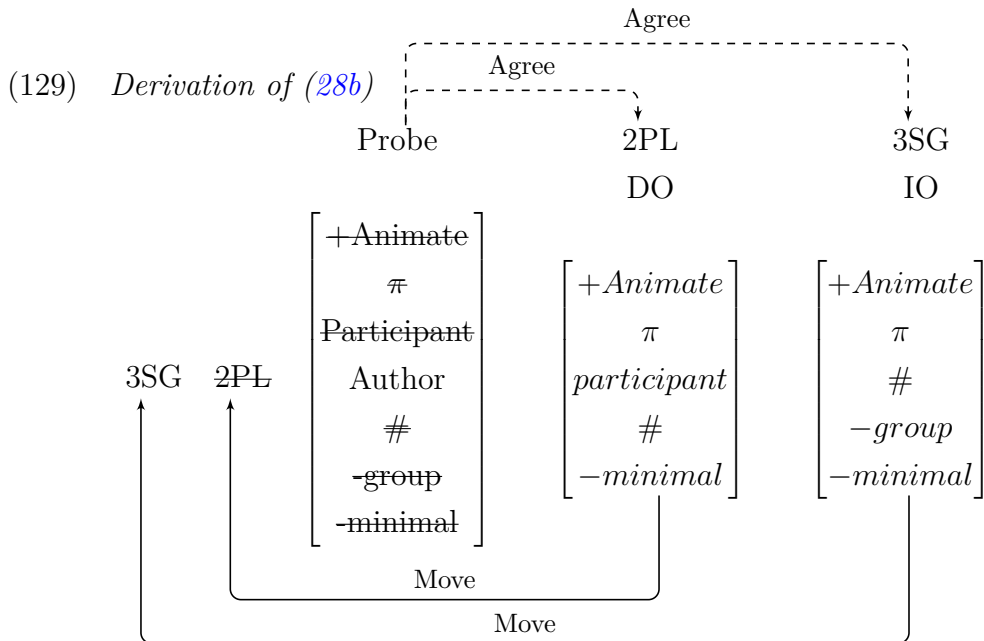 Agree
(129) Derivation of (28b)
Agree
Probe 2PL 3SG
DO IO
+Animate
π
Participant
Author
#
-group
-minimal
+Animate
π
participant
#
−minimal
+Animate
π
#
−group
−minimal
3SG 2PL
Move
Move